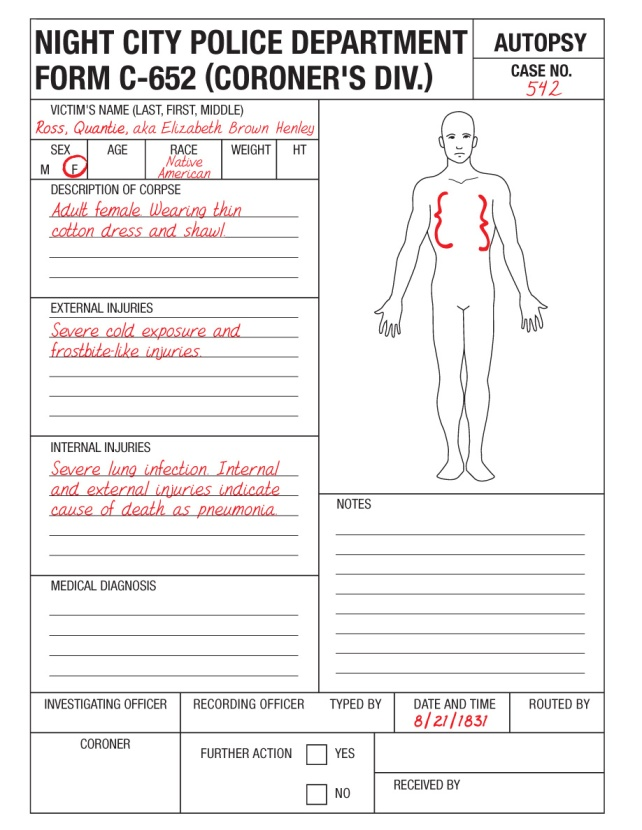 NIGHT CITY POLICE DEPARTMENT
FORM C-652 (CORONER'S DIV.)
AUTOPSY
CASE NO.
542
VICTIM'S NAME (LAST, FIRST, MIDDLE)
Ross, Quantie, aka Elizabeth Brown Henley
SEX
M F
AGE
RACE
Native
American
WEIGHT
HT
DESCRIPTION OF CORPSE
Adult female. Wearing thin
cotton dress and shawl.
EXTERNAL INJURIES
Severe cold exposure and
frostbite-like injuries.
INTERNAL INJURIES
Severe lung infection. Internal
and external injuries indicate
cause of death as pneumonia.
MEDICAL DIAGNOSIS
NOTES
INVESTIGATING OFFICER
RECORDING OFFICER
TYPED BY
DATE AND TIME
8/21/1831
ROUTED BY
CORONER
FURTHER ACTION
YES
NO
RECEIVED BY